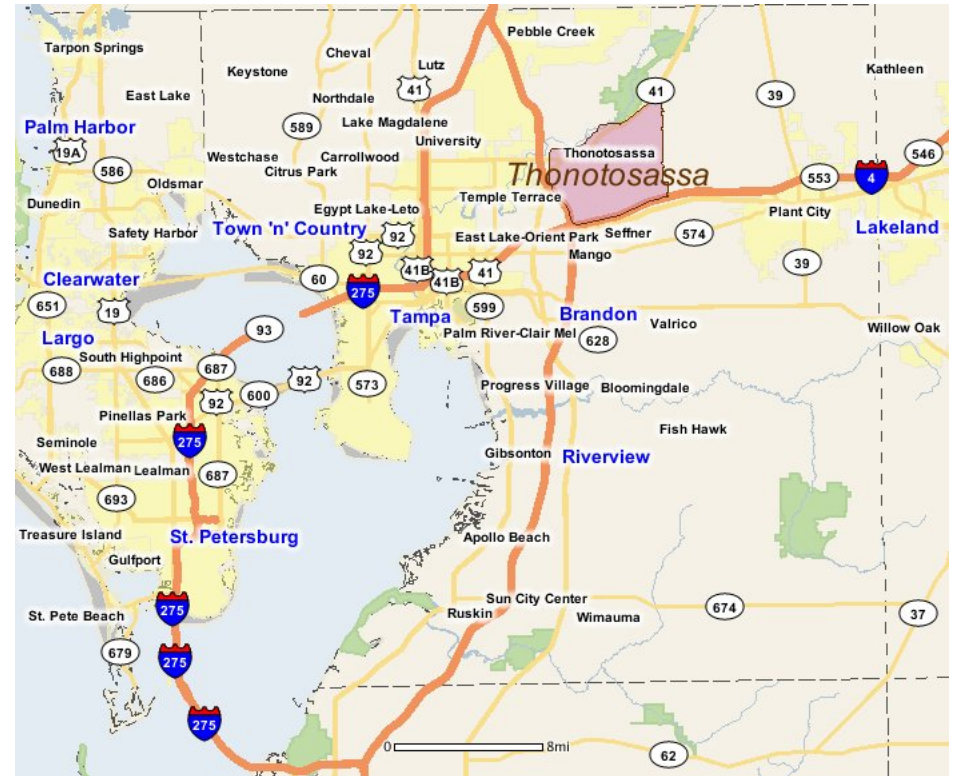 Pebble Creek
Tarpon Springs
Cheval
Lutz
Keystone
Kathleen
41
41
39
East Lake
Northdale
Palm Harbor
589
Lake Magdalene
University
19A
Westchase
Carrollwood
Thonotosassa
546
586
Citrus Park
Thonotosassa
553
4
Oldsmar
Temple Terrace
Dunedin
Egypt Lake-Leto
Plant City
Safety Harbor
Town 'n' Country
92
East Lake-Orient Park
Seffner
574
Lakeland
92
Mango
Clearwater
60
41B
41B
41
39
275
651
19
599
Tampa
Brandon
93
Valrico
Willow Oak
Largo
Palm River-Clair Mel
628
South Highpoint
688
686
687
92
573
Progress Village
Bloomingdale
600
92
Pinellas Park
Fish Hawk
275
Seminole
Gibsonton
Riverview
West Lealman
Lealman
687
693
Treasure Island
St. Petersburg
Apollo Beach
Gulfport
Sun City Center
275
674
St. Pete Beach
Ruskin
Wimauma
37
679
275
275
0
8mi
62